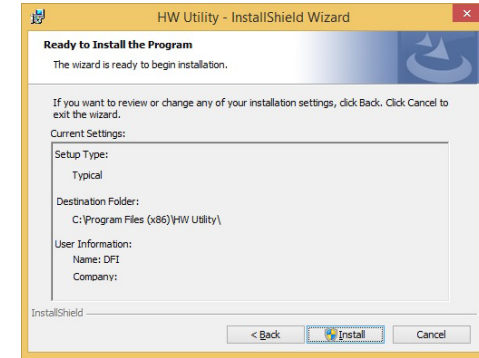 HW Utility - InstallShield Wizard
Ready to Install the Program
The wizard is ready to begin installation.
If you want to review or change any of your installation settings, click Back. Click Cancel to
exit the wizard.
Current Settings:
Setup Type:
Typical
Destination Folder:
C:\Program Files (x86)\HW Utility\
User Information:
Name: DFI
Company:
InstallShield
< Back
Install
Cancel